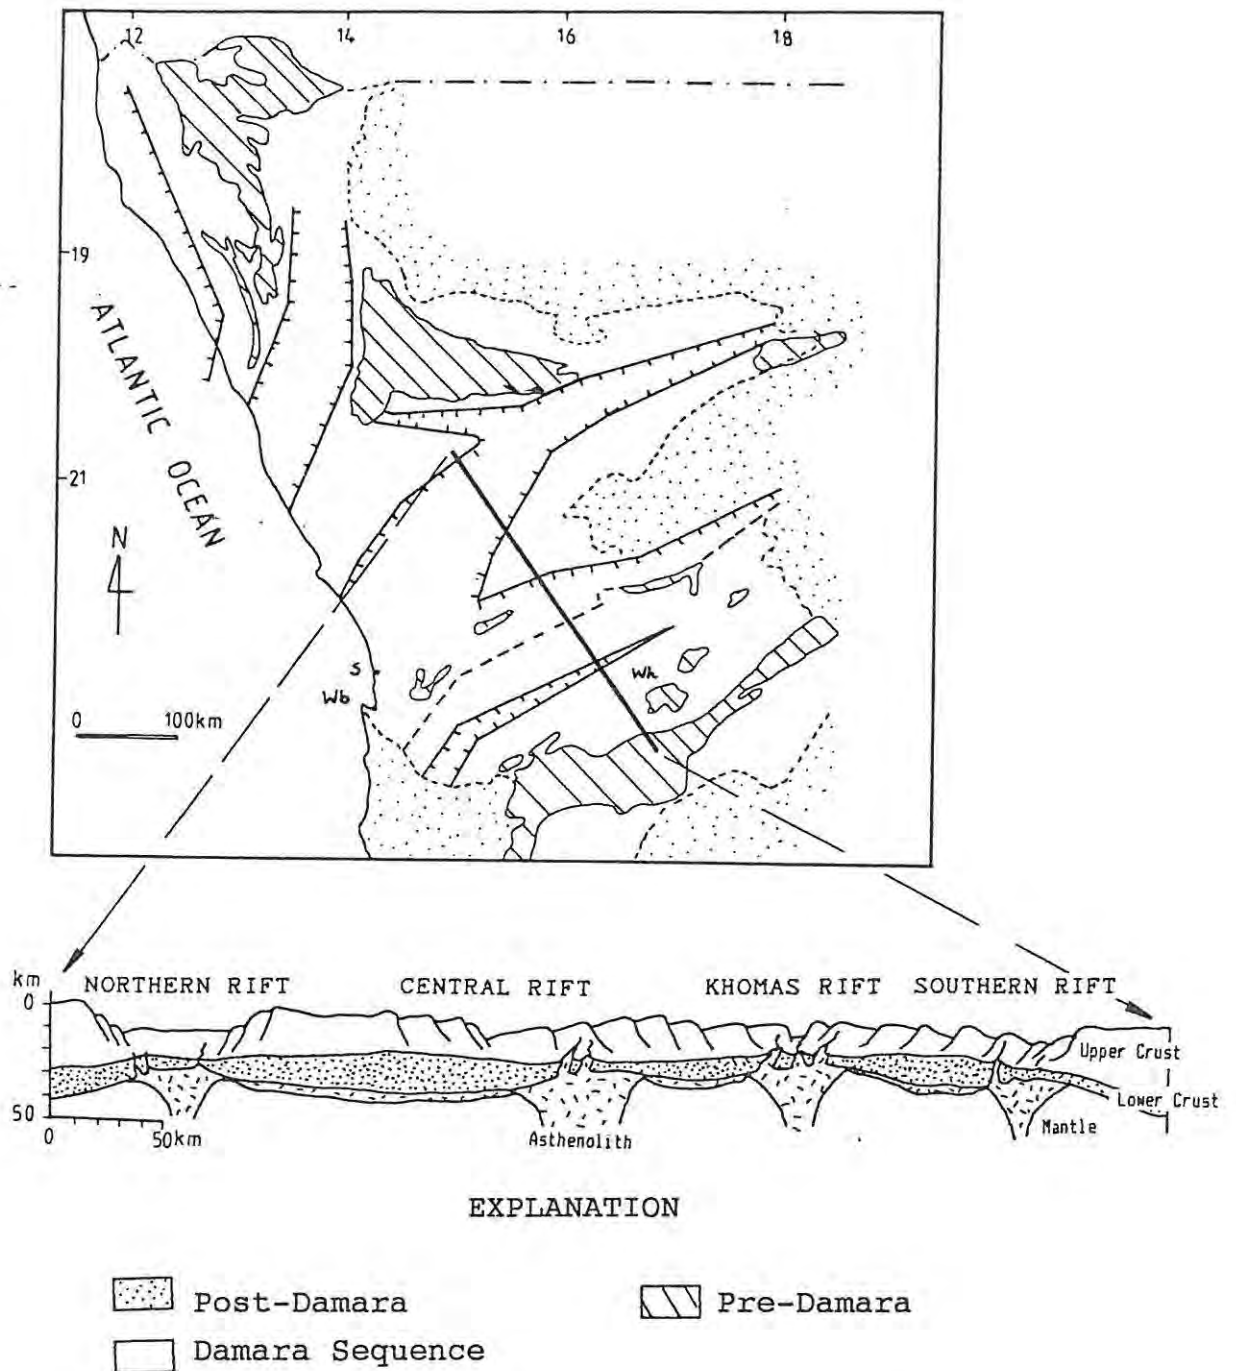 12 14 16 18
19
ATLANTIC OCEAN
21
N
S
Wb
Wh
0 100km
km
NORTHERN RIFT CENTRAL RIFT KHOMAS RIFT SOUTHERN RIFT
0
Upper Crust
Lower Crust
50
0 50km
Asthenolith
Mantle
EXPLANATION
Post-Damara Pre-Damara
Damara Sequence